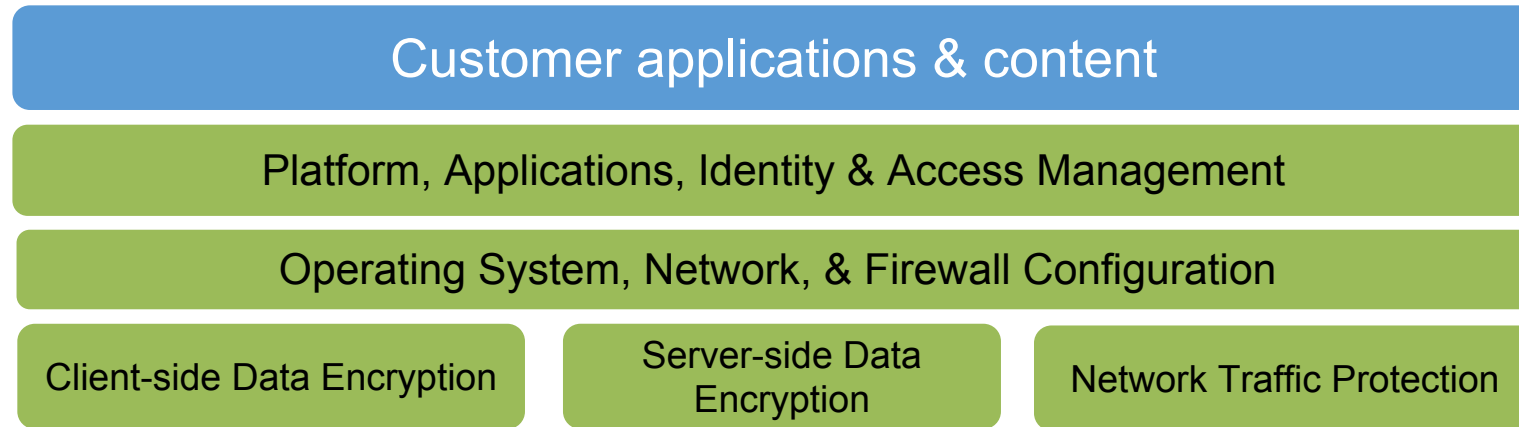 Customer applications & content
Platform, Applications, Identity & Access Management
Operating System, Network, & Firewall Configuration
Client-side Data Encryption
Server-side Data
Encryption
Network Traffic Protection